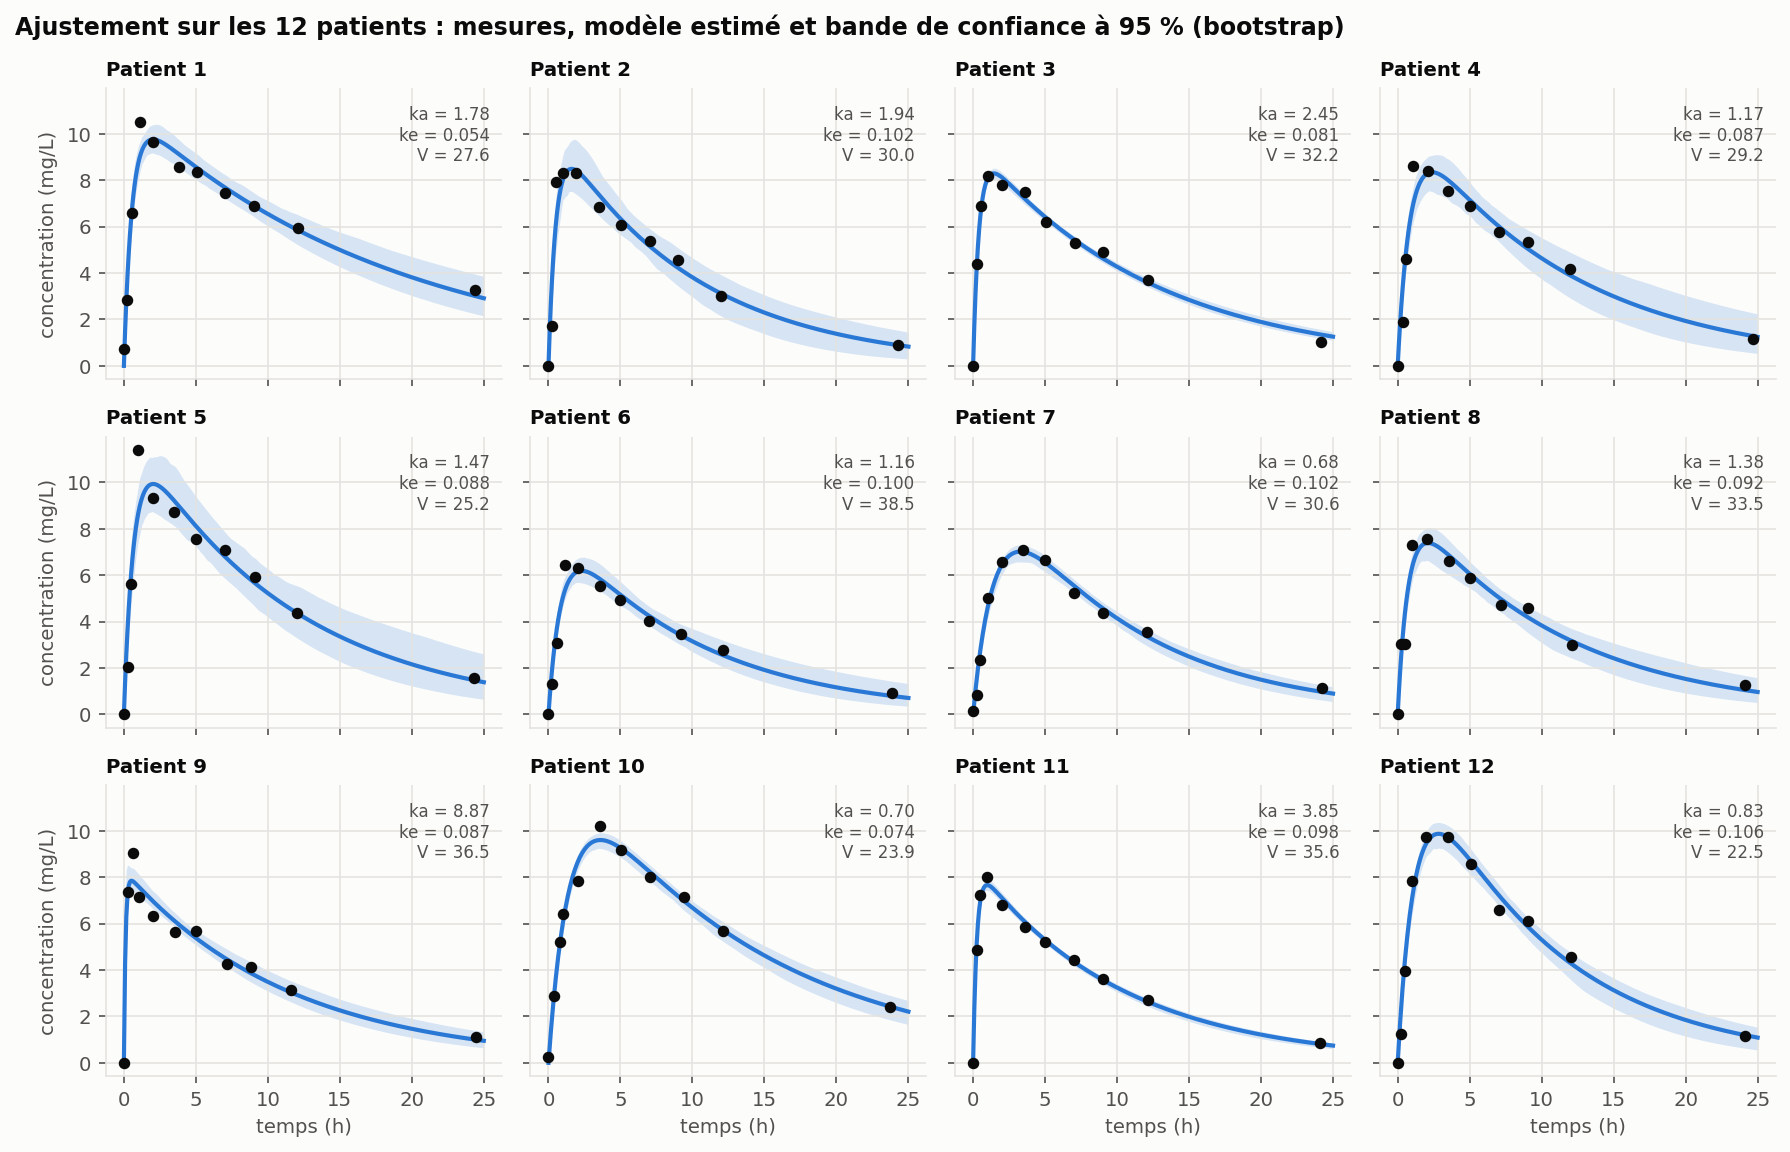 Ajustement sur les 12 patients : mesures, modèle estimé et bande de confiance à 95 % (bootstrap)
Patient 1
ka = 1.78
ke = 0.054
V = 27.6
10
8
6
4
2
0
concentration (mg/L)
Patient 2
ka = 1.94
ke = 0.102
V = 30.0
Patient 3
ka = 2.45
ke = 0.081
V = 32.2
Patient 4
ka = 1.17
ke = 0.087
V = 29.2
Patient 5
ka = 1.47
ke = 0.088
V = 25.2
10
8
6
4
2
0
concentration (mg/L)
Patient 6
ka = 1.16
ke = 0.100
V = 38.5
Patient 7
ka = 0.68
ke = 0.102
V = 30.6
Patient 8
ka = 1.38
ke = 0.092
V = 33.5
Patient 9
ka = 8.87
ke = 0.087
V = 36.5
10
8
6
4
2
0
concentration (mg/L)
0 5 10 15 20 25
temps (h)
Patient 10
ka = 0.70
ke = 0.074
V = 23.9
0 5 10 15 20 25
temps (h)
Patient 11
ka = 3.85
ke = 0.098
V = 35.6
0 5 10 15 20 25
temps (h)
Patient 12
ka = 0.83
ke = 0.106
V = 22.5
0 5 10 15 20 25
temps (h)